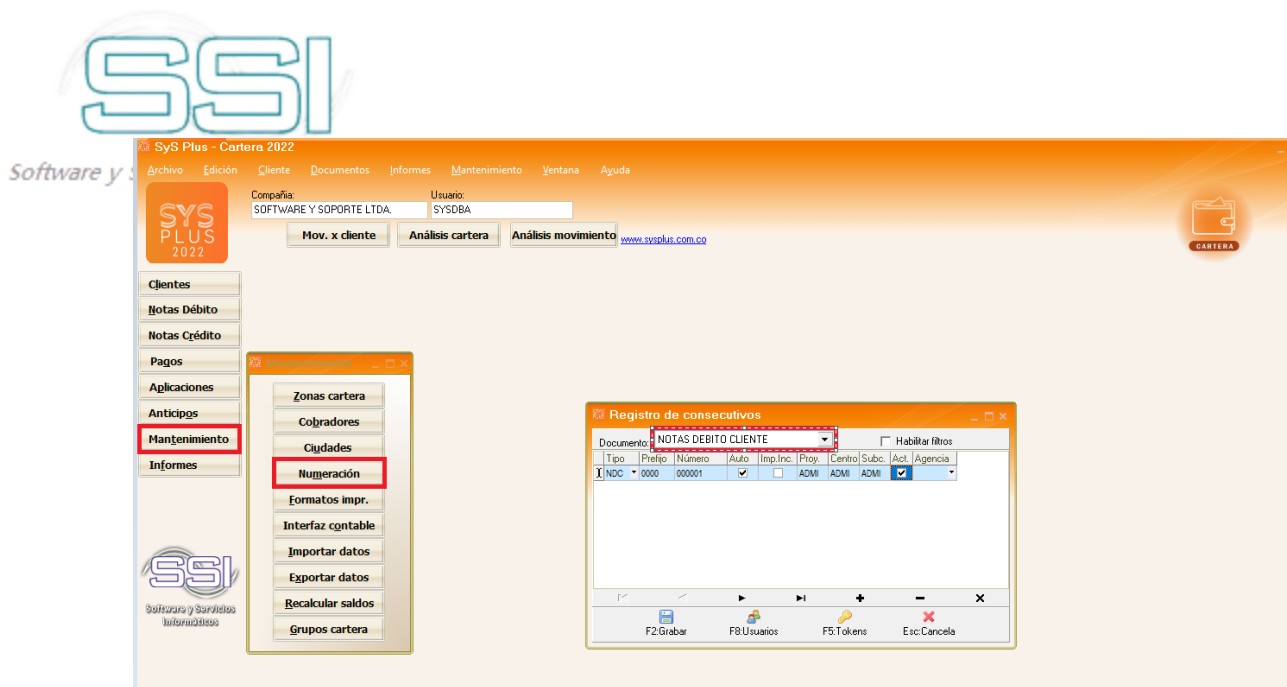 SSI
Software y S
SyS Plus - Cartera 2022
Archivo Edición Cliente Documentos Informes Mantenimiento Ventana Ayuda
Compañia: Usuario:
SOFTWARE Y SOPORTE LTDA. SYSDBA
SYS
PLUS
2022
Mov. x cliente Análisis cartera Análisis movimiento www.sysplus.com.co
CARTERA
Clientes
Notas Débito
Notas Crédito
Pagos
Aplicaciones
Anticipos
Mantenimiento
Informes
SSI
Software y Servicios
Informáticos
Mantenimiento
Zonas cartera
Cobradores
Ciudades
Numeración
Formatos impr.
Interfaz contable
Importar datos
Exportar datos
Recalcular saldos
Grupos cartera
Registro de consecutivos
Documento: NOTAS DEBITO CLIENTE Habilitar filtros
Tipo Prefijo Número Auto Imp.Inc. Proy. Centro Subc. Act. Agencia
NDC 0000 000001 ADMI ADMI ADMI
F2:Grabar F8:Usuarios F5:Tokens Esc:Cancela